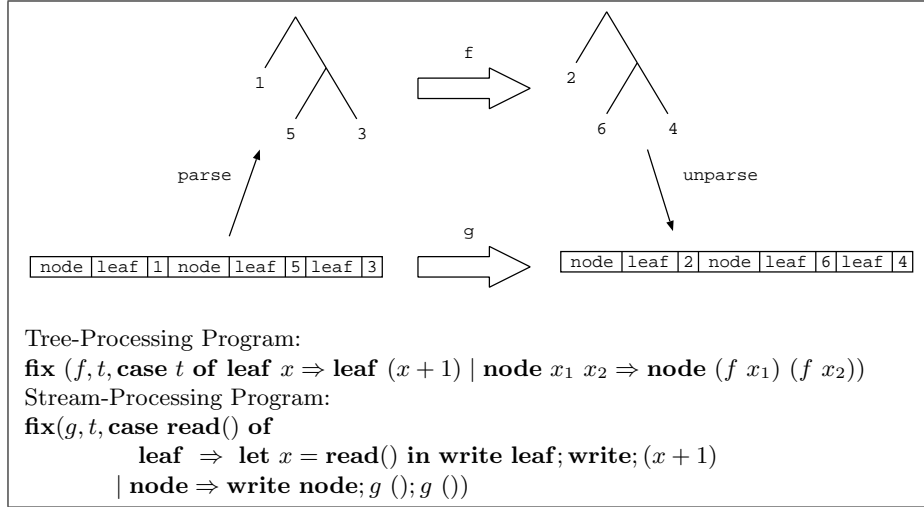 f
1
2
5
3
6
4
parse
unparse
g
node leaf 1 node leaf 5 leaf 3
node leaf 2 node leaf 6 leaf 4
Tree-Processing Program:
fix (f, t, case t of leaf x ⇒ leaf (x + 1) | node x₁ x₂ ⇒ node (f x₁) (f x₂))
Stream-Processing Program:
fix(g, t, case read() of
leaf ⇒ let x = read() in write leaf; write; (x + 1)
| node ⇒ write node; g (); g ())